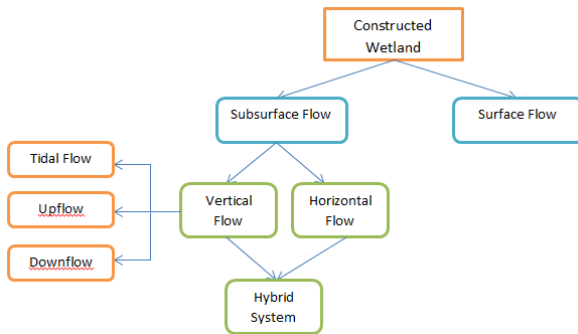 Constructed
Wetland
Subsurface Flow
Surface Flow
Tidal Flow
Upflow
Downflow
Vertical
Flow
Horizontal
Flow
Hybrid
System